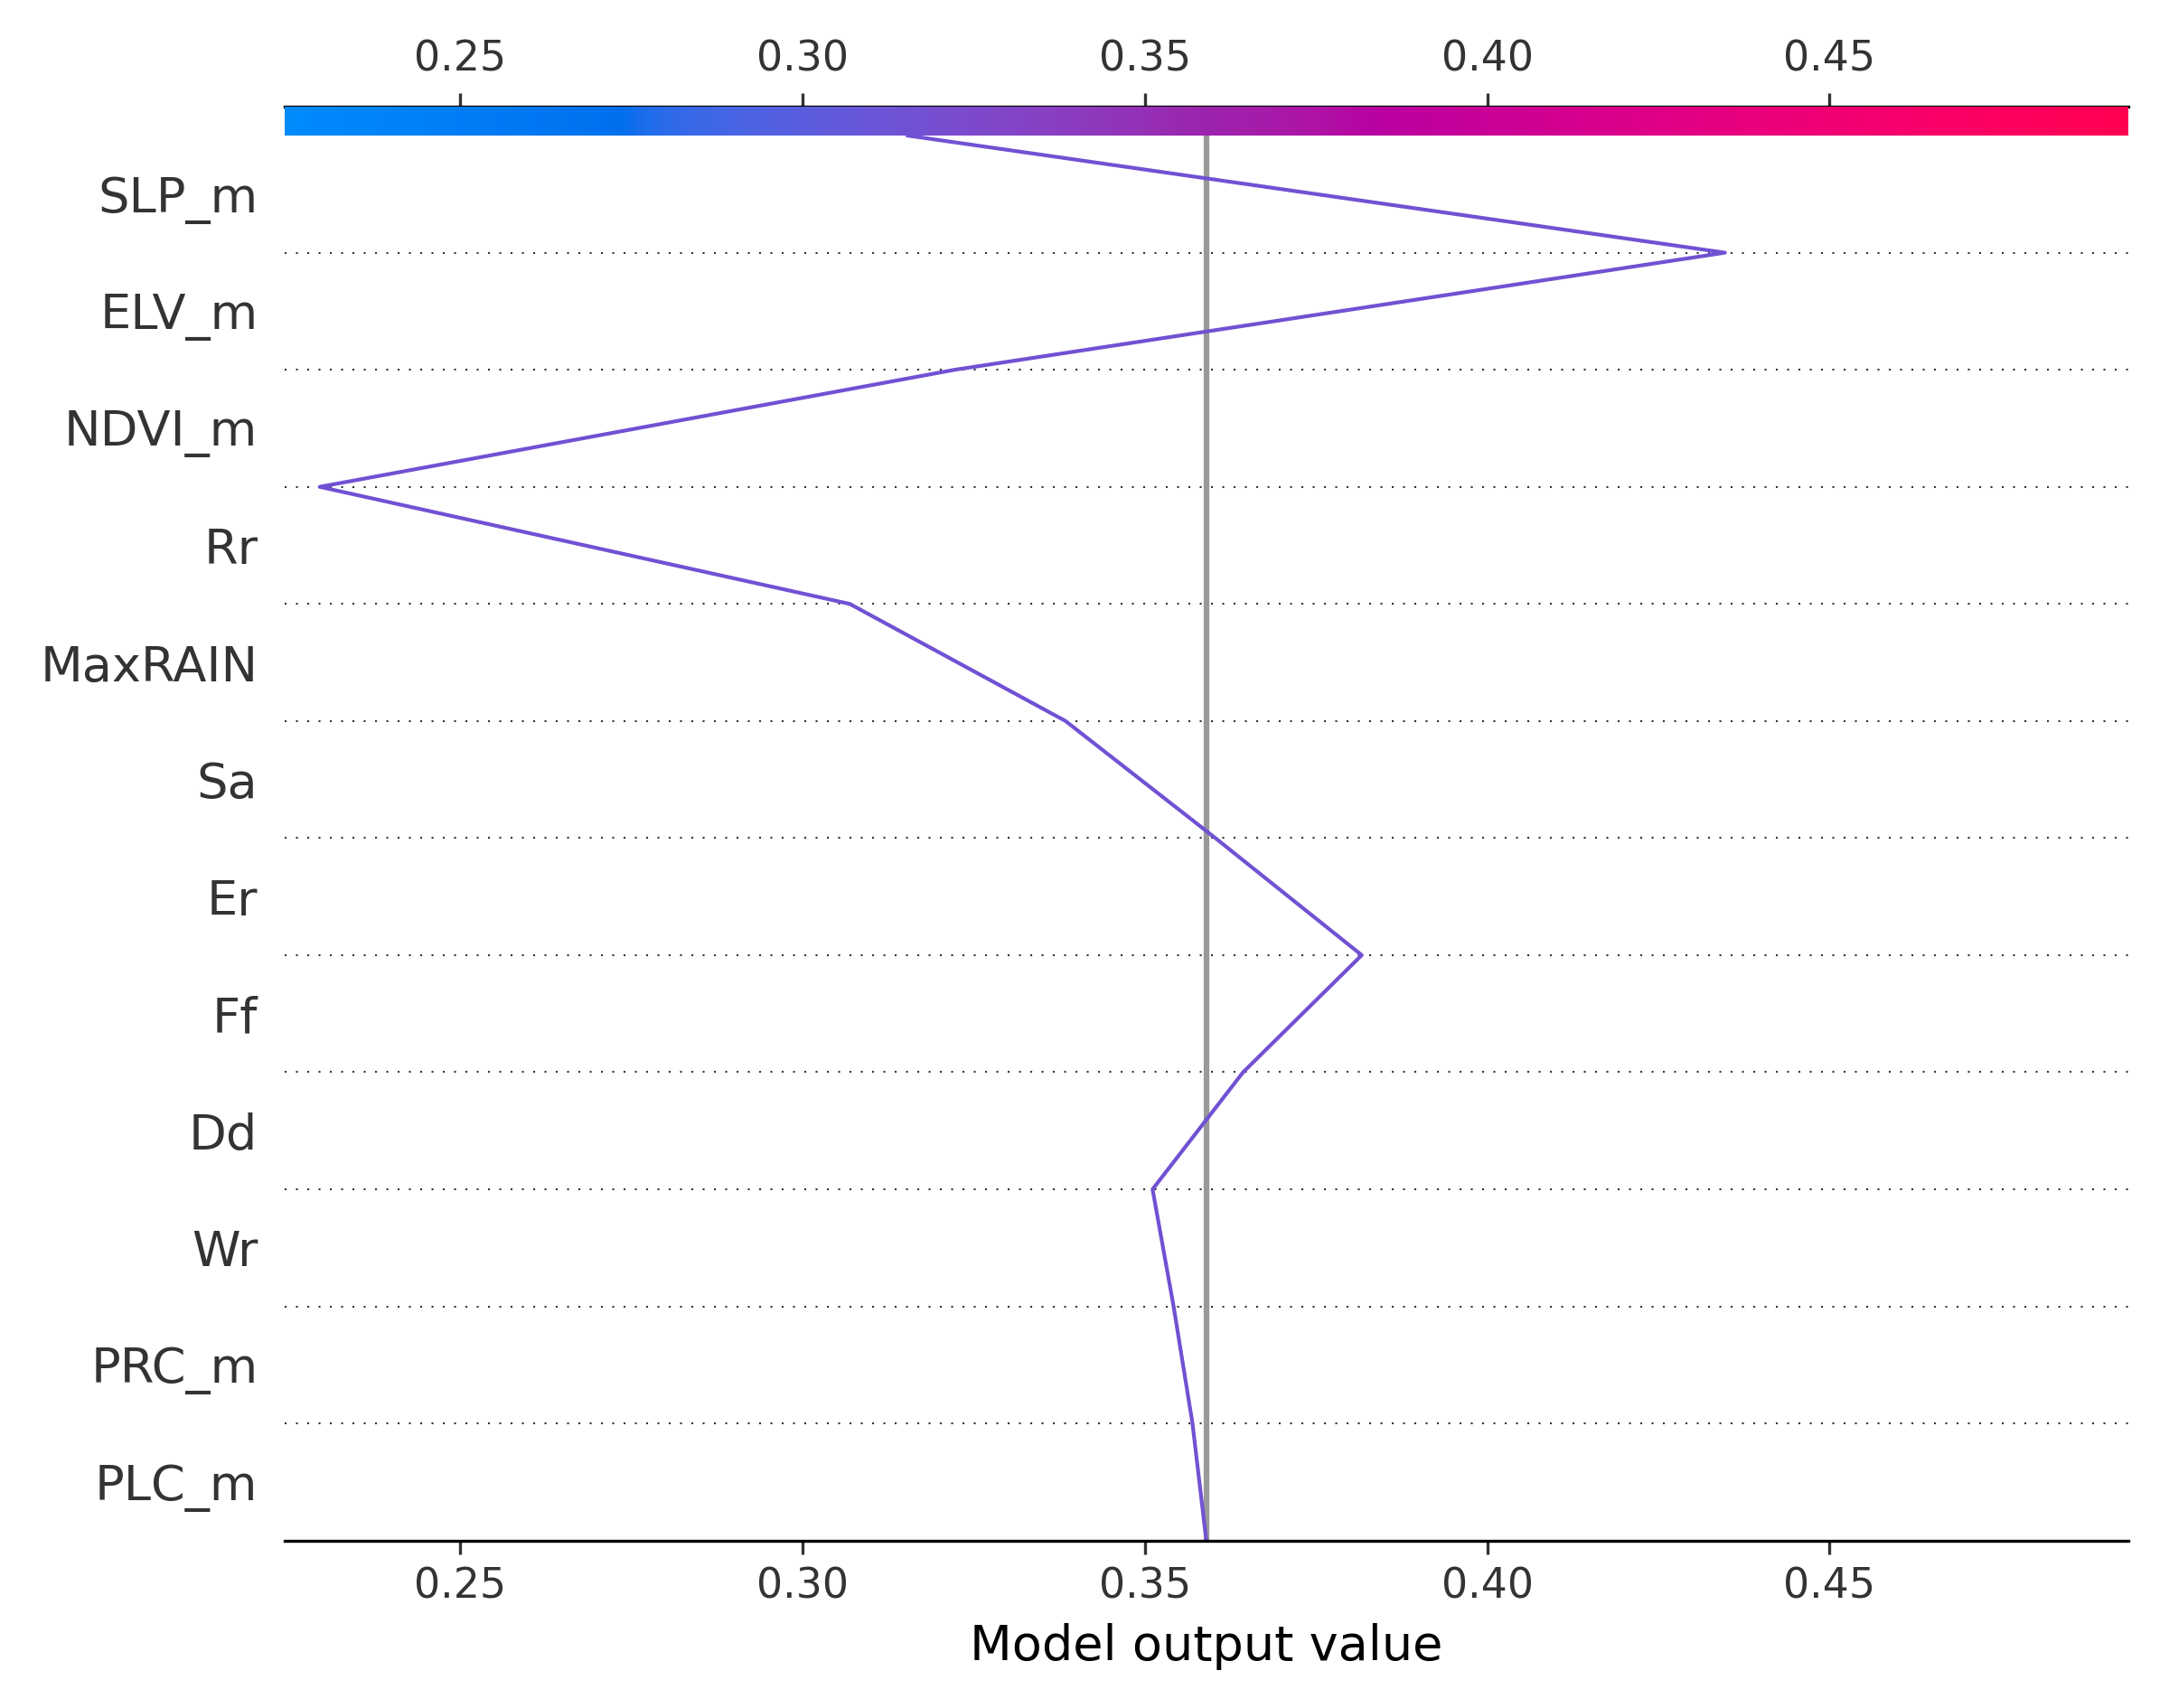 0.25 0.30 0.35 0.40 0.45
SLP_m
ELV_m
NDVI_m
Rr
MaxRAIN
Sa
Er
Ff
Dd
Wr
PRC_m
PLC_m
0.25 0.30 0.35 0.40 0.45
Model output value